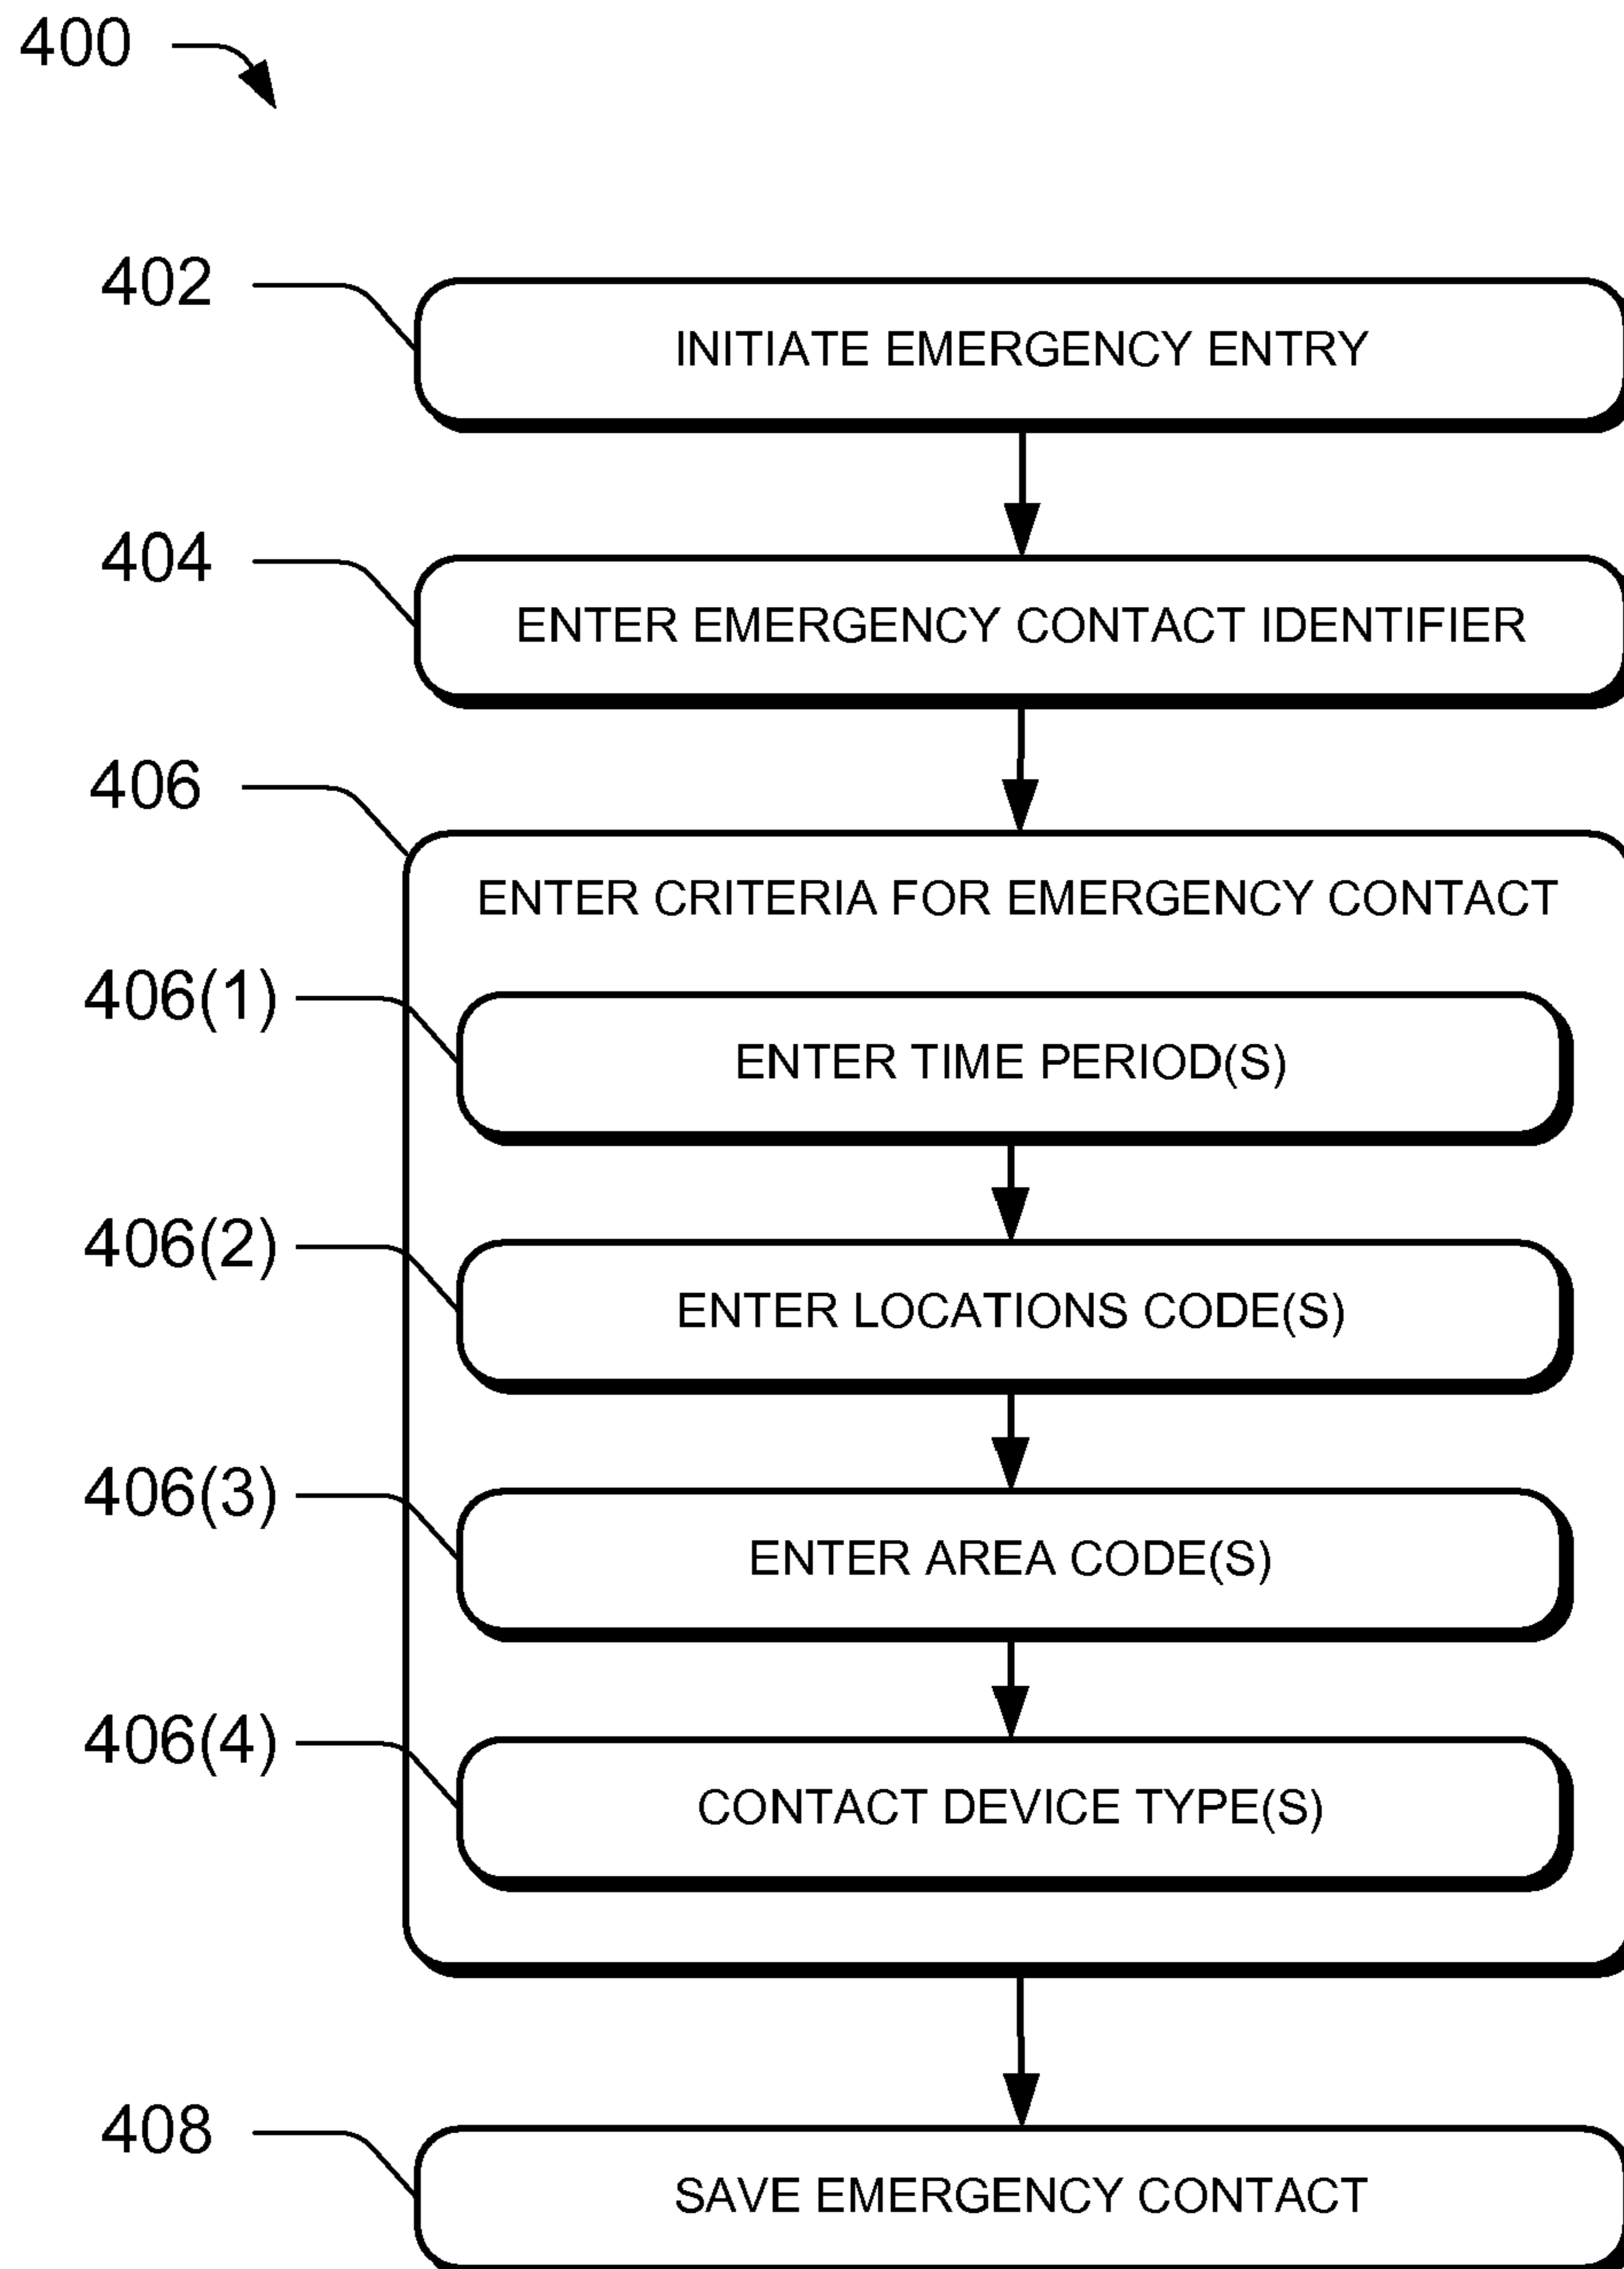 400
402
INITIATE EMERGENCY ENTRY
404
ENTER EMERGENCY CONTACT IDENTIFIER
406
ENTER CRITERIA FOR EMERGENCY CONTACT
406(1)
ENTER TIME PERIOD(S)
406(2)
ENTER LOCATIONS CODE(S)
406(3)
ENTER AREA CODE(S)
406(4)
CONTACT DEVICE TYPE(S)
408
SAVE EMERGENCY CONTACT